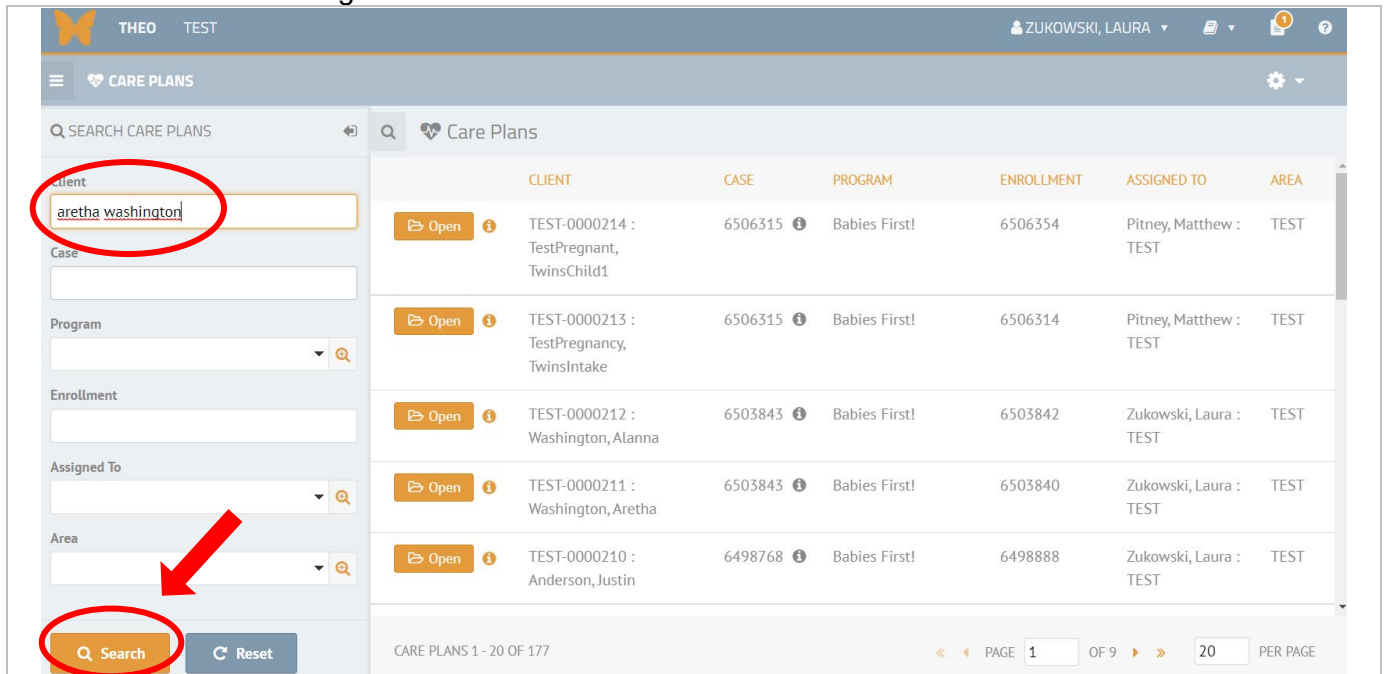 THEO TEST ZUKOWSKI, LAURA 1
CARE PLANS
SEARCH CARE PLANS
Client
aretha washington
Case
Program
Enrollment
Assigned To
Area
Search Reset
Care Plans
CLIENT CASE PROGRAM ENROLLMENT ASSIGNED TO AREA
Open TEST-0000214 : 6506315 Babies First! 6506354 Pitney, Matthew : TEST
TestPregnant, TEST
TwinsChild1
Open TEST-0000213 : 6506315 Babies First! 6506314 Pitney, Matthew : TEST
TestPregnancy, TEST
TwinsIntake
Open TEST-0000212 : 6503843 Babies First! 6503842 Zukowski, Laura : TEST
Washington, Alanna TEST
Open TEST-0000211 : 6503843 Babies First! 6503840 Zukowski, Laura : TEST
Washington, Aretha TEST
Open TEST-0000210 : 6498768 Babies First! 6498888 Zukowski, Laura : TEST
Anderson, Justin TEST
CARE PLANS 1 - 20 OF 177 « PAGE 1 OF 9 » 20 PER PAGE